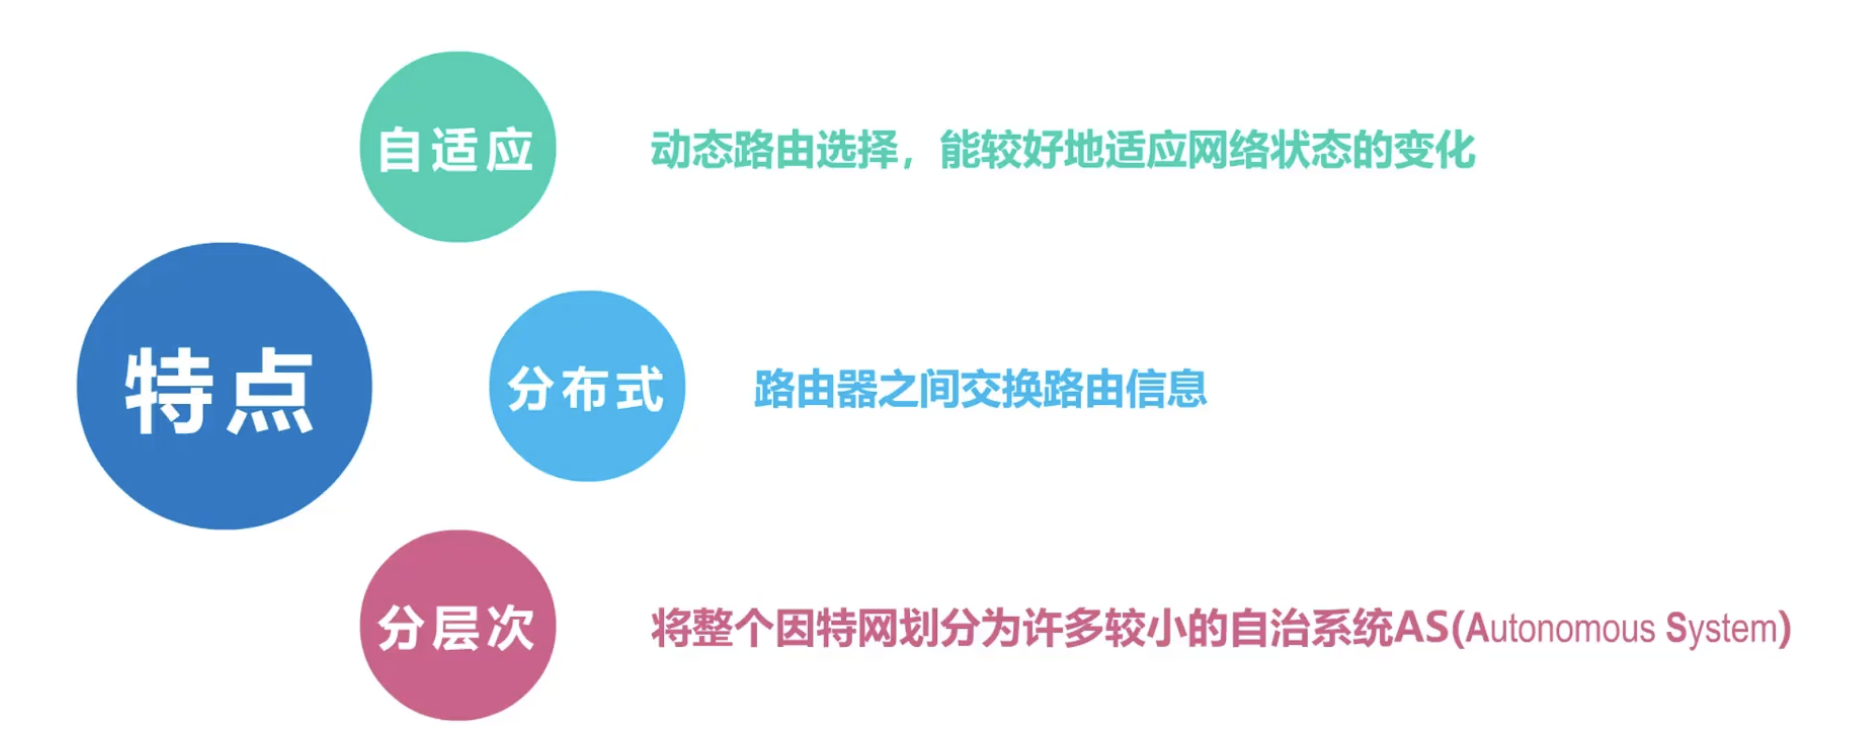 特点
自适应
动态路由选择，能较好地适应网络状态的变化
分布式
路由器之间交换路由信息
分层次
将整个因特网划分为许多较小的自治系统AS(Autonomous System)